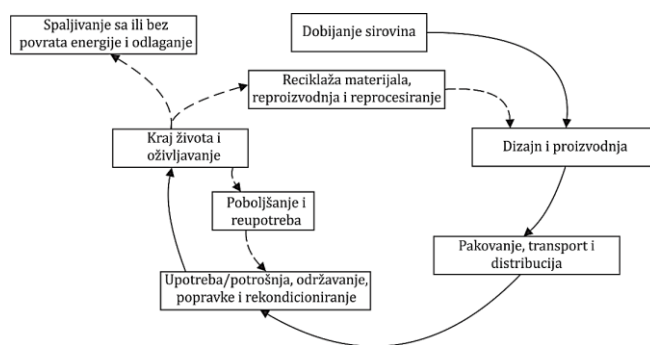 Spaljivanje sa ili bez
povrata energije i odlaganje
Dobijanje sirovina
Reciklaža materijala,
reproizvodnja i reprocesiranje
Kraj života i
oživljavanje
Dizajn i proizvodnja
Poboljšanje i
reupotreba
Pakovanje, transport i
distribucija
Upotreba/potrošnja, održavanje,
popravke i rekondicioniranje